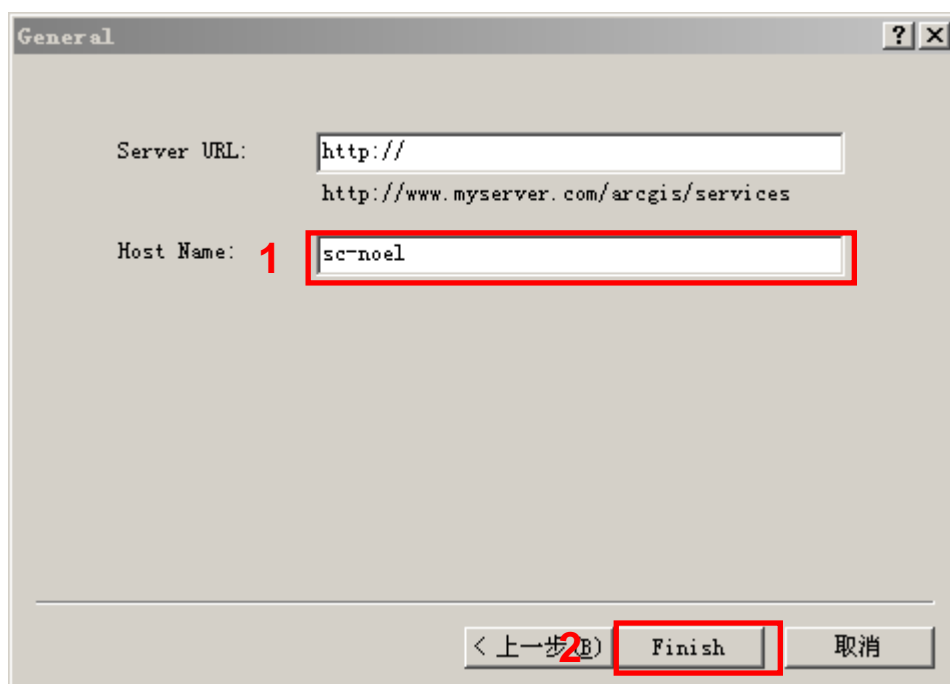 General
Server URL: http://
http://www.myserver.com/arcgis/services
Host Name: 1 sc-noel
< 上一步(B) 2 Finish 取消